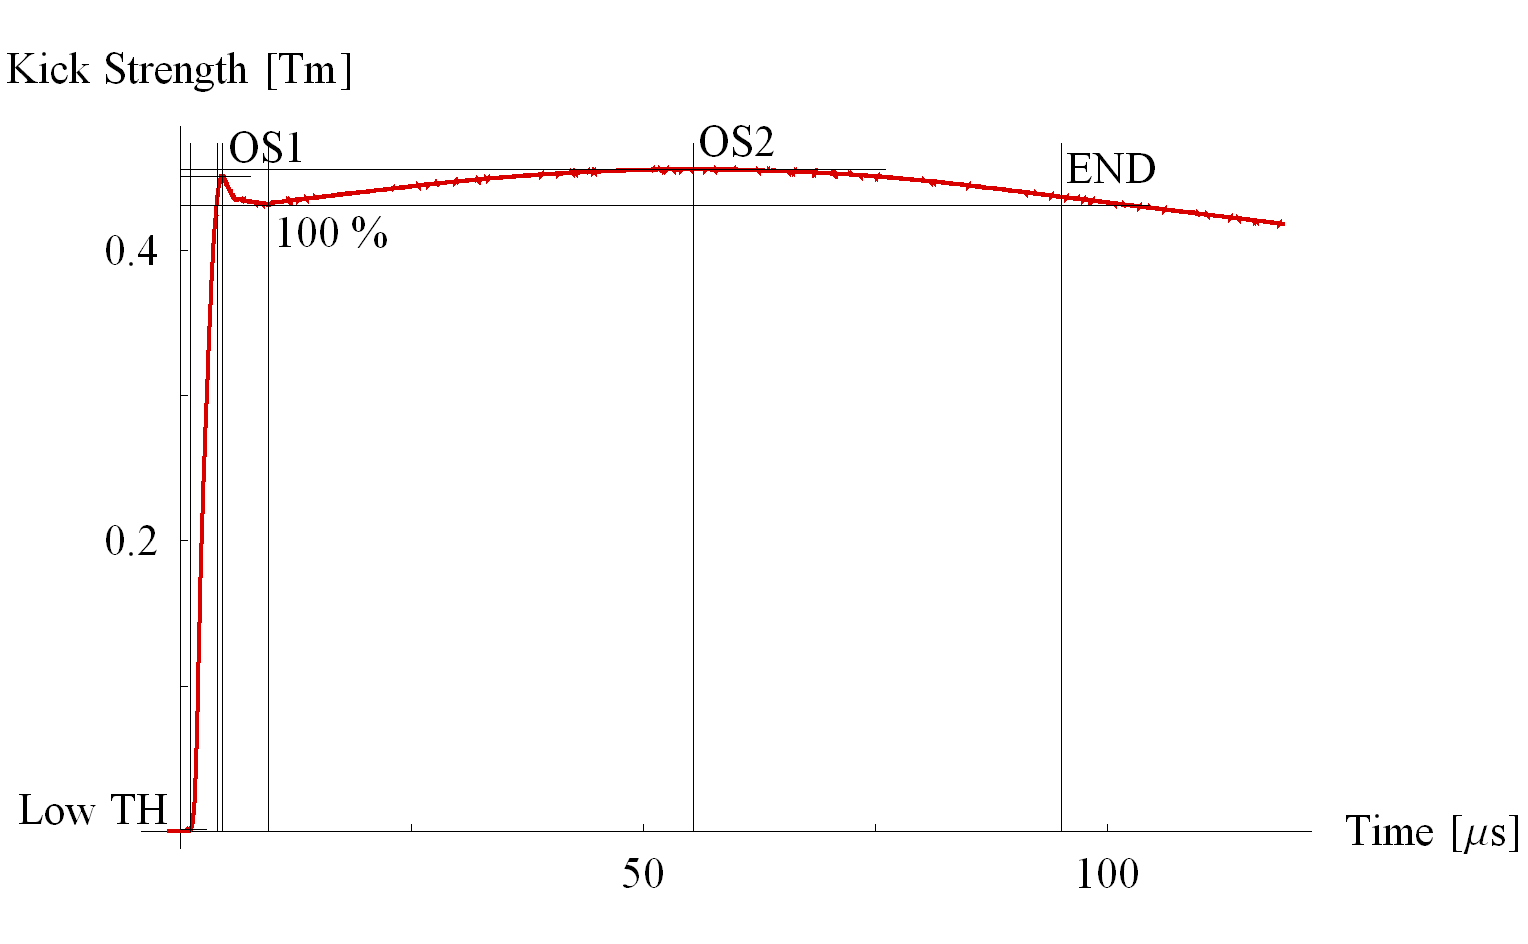 Kick Strength [Tm]
OS1
OS2
END
100 %
0.4
0.2
Low TH
Time [μs]
50
100